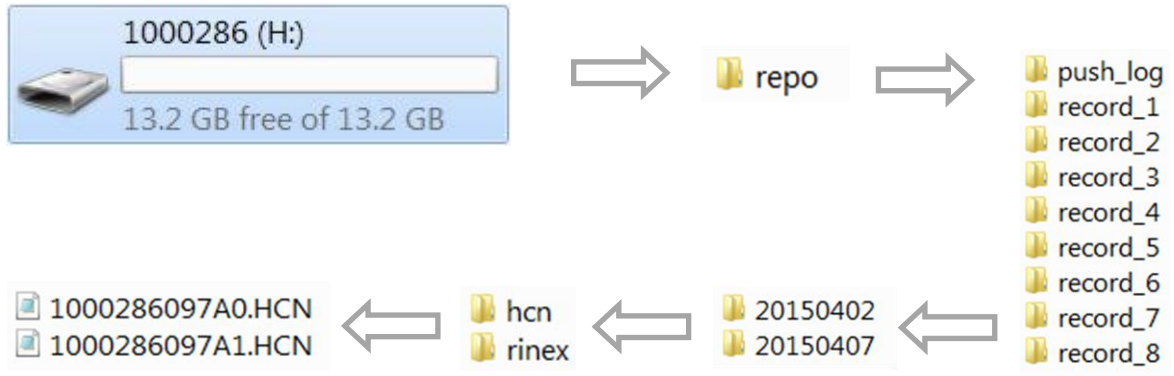 1000286 (H:)
13.2 GB free of 13.2 GB
repo
push_log
record_1
record_2
record_3
record_4
record_5
record_6
record_7
record_8
20150402
20150407
hcn
rinex
1000286097A0.HCN
1000286097A1.HCN